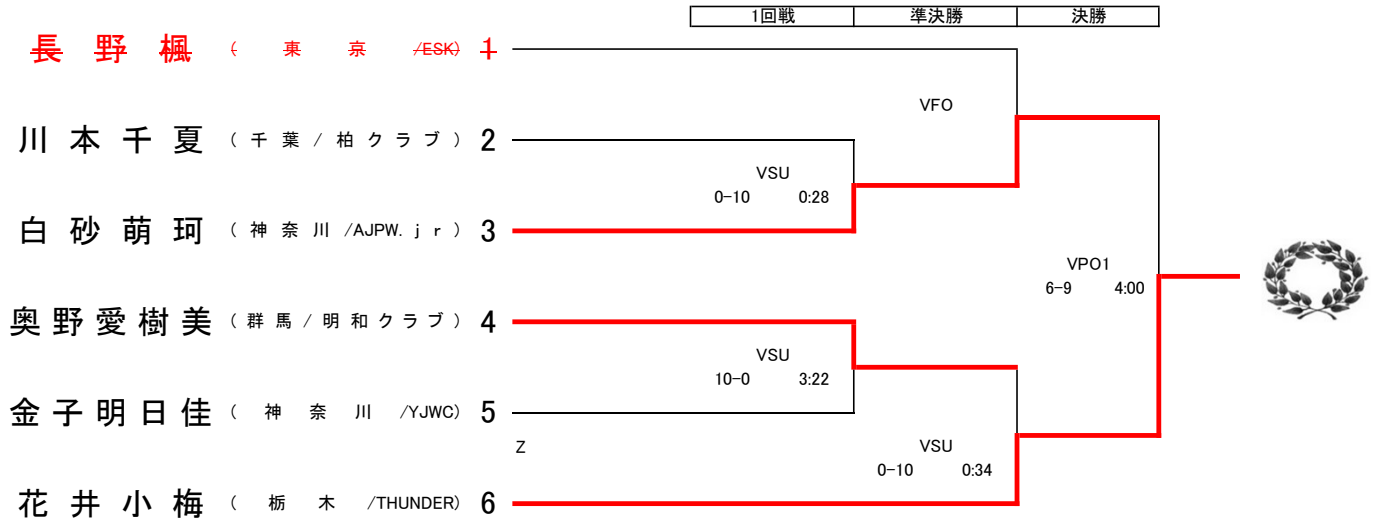 1回戦 準決勝 決勝
長野楓 (東京/ESK) 1
VFO
川本千夏 (千葉/柏クラブ) 2
VSU
0-10 0:28
白砂萌珂 (神奈川/AJPW.jr) 3
VPO1
6-9 4:00
奥野愛樹美 (群馬/明和クラブ) 4
VSU
10-0 3:22
金子明日佳 (神奈川/YJWC) 5
Z
VSU
0-10 0:34
花井小梅 (栃木/THUNDER) 6